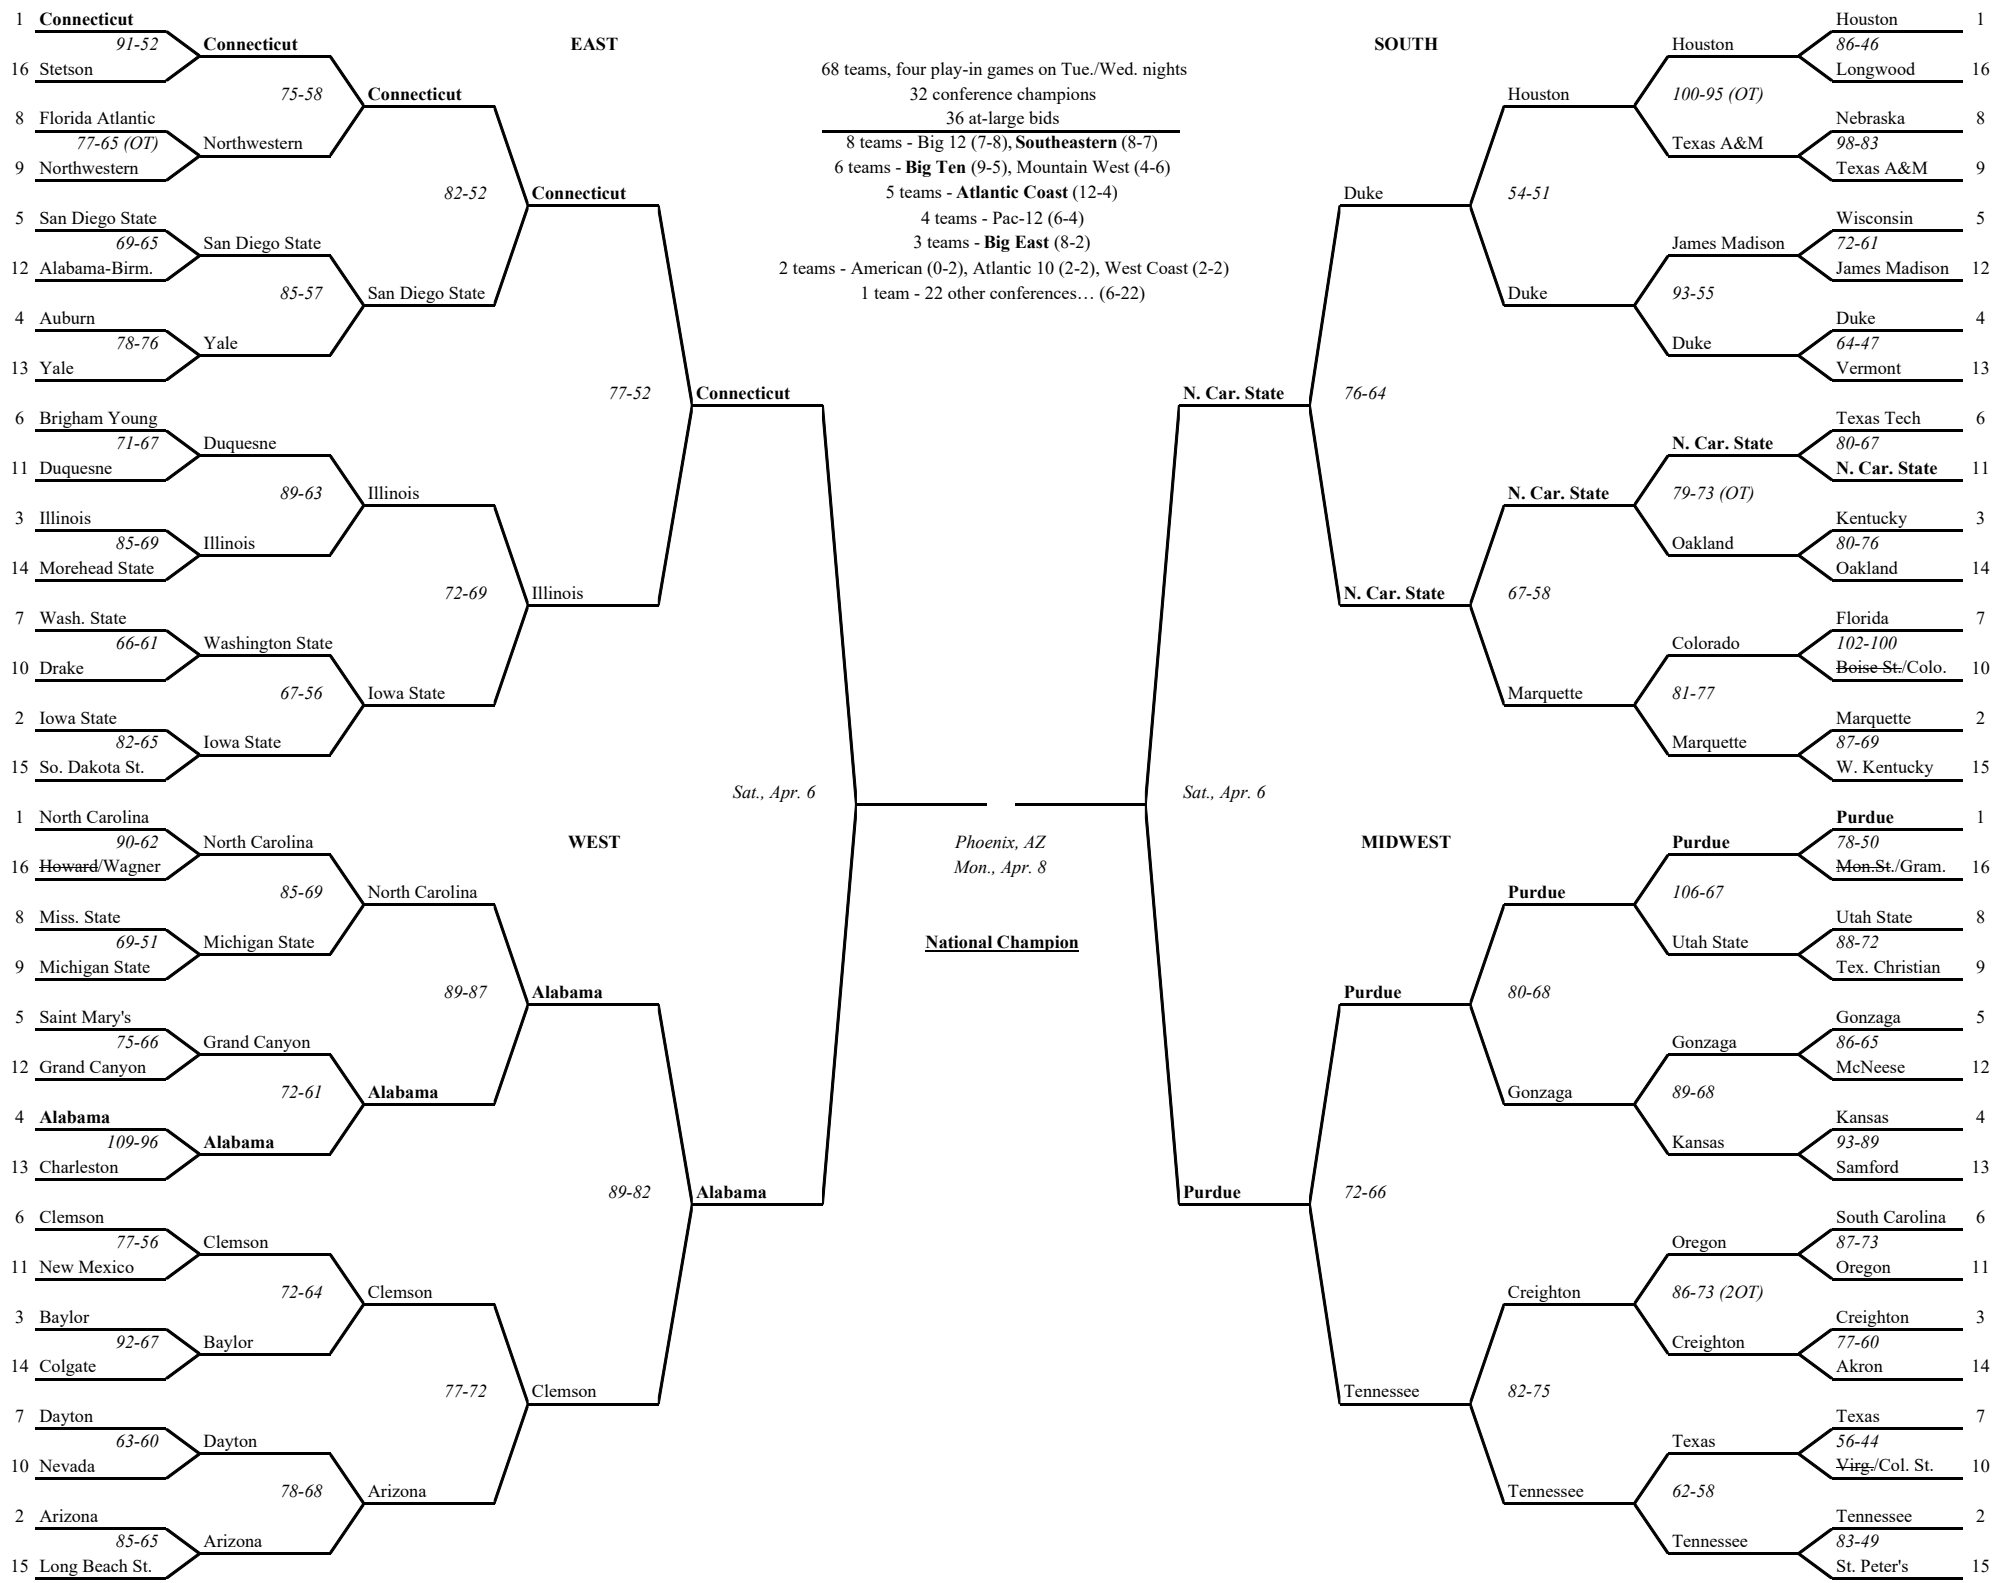 EAST
1 Connecticut
91-52
16 Stetson
Connecticut
75-58
8 Florida Atlantic
77-65 (OT)
9 Northwestern
Northwestern
Connecticut
82-52
5 San Diego State
69-65
12 Alabama-Birm.
San Diego State
85-57
4 Auburn
78-76
13 Yale
Yale
San Diego State
Connecticut
77-52
6 Brigham Young
71-67
11 Duquesne
Duquesne
89-63
3 Illinois
85-69
14 Morehead State
Illinois
Illinois
72-69
7 Wash. State
66-61
10 Drake
Washington State
67-56
2 Iowa State
82-65
15 So. Dakota St.
Iowa State
Iowa State
Illinois
Connecticut
Sat., Apr. 6
WEST
1 North Carolina
90-62
16 Howard/Wagner
North Carolina
85-69
8 Miss. State
69-51
9 Michigan State
Michigan State
North Carolina
89-87
5 Saint Mary's
75-66
12 Grand Canyon
Grand Canyon
72-61
4 Alabama
109-96
13 Charleston
Alabama
Alabama
Alabama
89-82
6 Clemson
77-56
11 New Mexico
Clemson
72-64
3 Baylor
92-67
14 Colgate
Baylor
Clemson
77-72
7 Dayton
63-60
10 Nevada
Dayton
78-68
2 Arizona
85-65
15 Long Beach St.
Arizona
Arizona
Clemson
Alabama
68 teams, four play-in games on Tue./Wed. nights
32 conference champions
36 at-large bids
8 teams - Big 12 (7-8), Southeastern (8-7)
6 teams - Big Ten (9-5), Mountain West (4-6)
5 teams - Atlantic Coast (12-4)
4 teams - Pac-12 (6-4)
3 teams - Big East (8-2)
2 teams - American (0-2), Atlantic 10 (2-2), West Coast (2-2)
1 team - 22 other conferences… (6-22)
Phoenix, AZ
Mon., Apr. 8
National Champion
SOUTH
Houston 1
86-46
Longwood 16
Houston
100-95 (OT)
Nebraska 8
98-83
Texas A&M 9
Texas A&M
Houston
54-51
Wisconsin 5
72-61
James Madison 12
James Madison
93-55
Duke 4
64-47
Vermont 13
Duke
Duke
Duke
76-64
Texas Tech 6
80-67
N. Car. State 11
N. Car. State
79-73 (OT)
Kentucky 3
80-76
Oakland 14
Oakland
N. Car. State
67-58
Florida 7
102-100
Boise St./Colo. 10
Colorado
81-77
Marquette 2
87-69
W. Kentucky 15
Marquette
Marquette
N. Car. State
N. Car. State
Sat., Apr. 6
MIDWEST
Purdue 1
78-50
Mon.St./Gram. 16
Purdue
106-67
Utah State 8
88-72
Tex. Christian 9
Utah State
Purdue
80-68
Gonzaga 5
86-65
McNeese 12
Gonzaga
89-68
Kansas 4
93-89
Samford 13
Kansas
Gonzaga
Purdue
72-66
South Carolina 6
87-73
Oregon 11
Oregon
86-73 (2OT)
Creighton 3
77-60
Akron 14
Creighton
Creighton
82-75
Texas 7
56-44
Virg./Col. St. 10
Texas
62-58
Tennessee 2
83-49
St. Peter's 15
Tennessee
Tennessee
Tennessee
Purdue